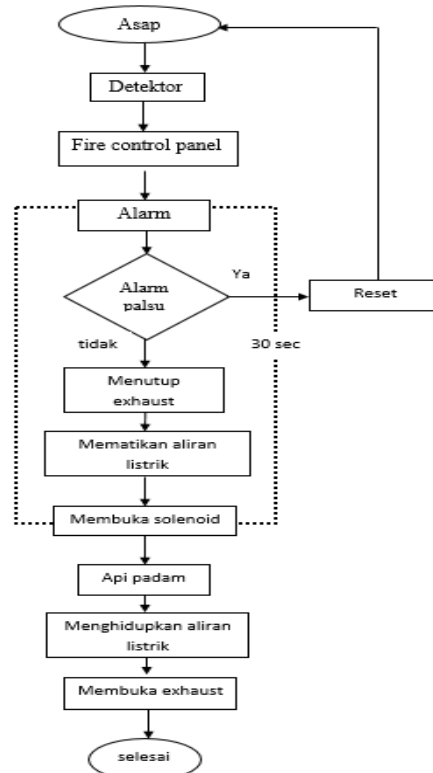 Asap
Detektor
Fire control panel
Alarm
Alarm
palsu
Ya
Reset
tidak
30 sec
Menutup
exhaust
Mematikan aliran
listrik
Membuka solenoid
Api padam
Menghidupkan aliran
listrik
Membuka exhaust
selesai